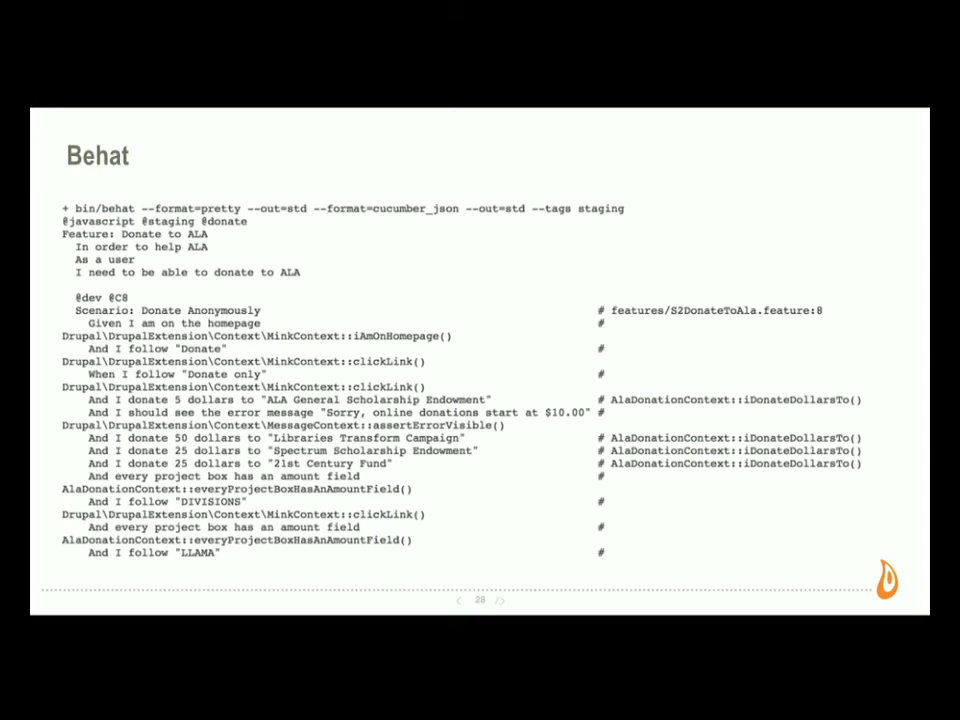 Behat
+ bin/behat --format=pretty --out=std --format=cucumber_json --out=std --tags staging
@javascript @staging @donate
Feature: Donate to ALA
  In order to help ALA
  As a user
  I need to be able to donate to ALA

  @dev @C8
  Scenario: Donate Anonymously # features/S2DonateToAla.feature:8
    Given I am on the homepage #
Drupal\DrupalExtension\Context\MinkContext::iAmOnHomepage()
    And I follow "Donate" #
Drupal\DrupalExtension\Context\MinkContext::clickLink()
    When I follow "Donate only" #
Drupal\DrupalExtension\Context\MinkContext::clickLink()
    And I donate 5 dollars to "ALA General Scholarship Endowment" # AlaDonationContext::iDonateDollarsTo()
    And I should see the error message "Sorry, online donations start at $10.00" #
Drupal\DrupalExtension\Context\MessageContext::assertErrorVisible()
    And I donate 50 dollars to "Libraries Transform Campaign" # AlaDonationContext::iDonateDollarsTo()
    And I donate 25 dollars to "Spectrum Scholarship Endowment" # AlaDonationContext::iDonateDollarsTo()
    And I donate 25 dollars to "21st Century Fund" # AlaDonationContext::iDonateDollarsTo()
    And every project box has an amount field #
AlaDonationContext::everyProjectBoxHasAnAmountField()
    And I follow "DIVISIONS" #
Drupal\DrupalExtension\Context\MinkContext::clickLink()
    And every project box has an amount field #
AlaDonationContext::everyProjectBoxHasAnAmountField()
    And I follow "LLAMA" #
< 28 />